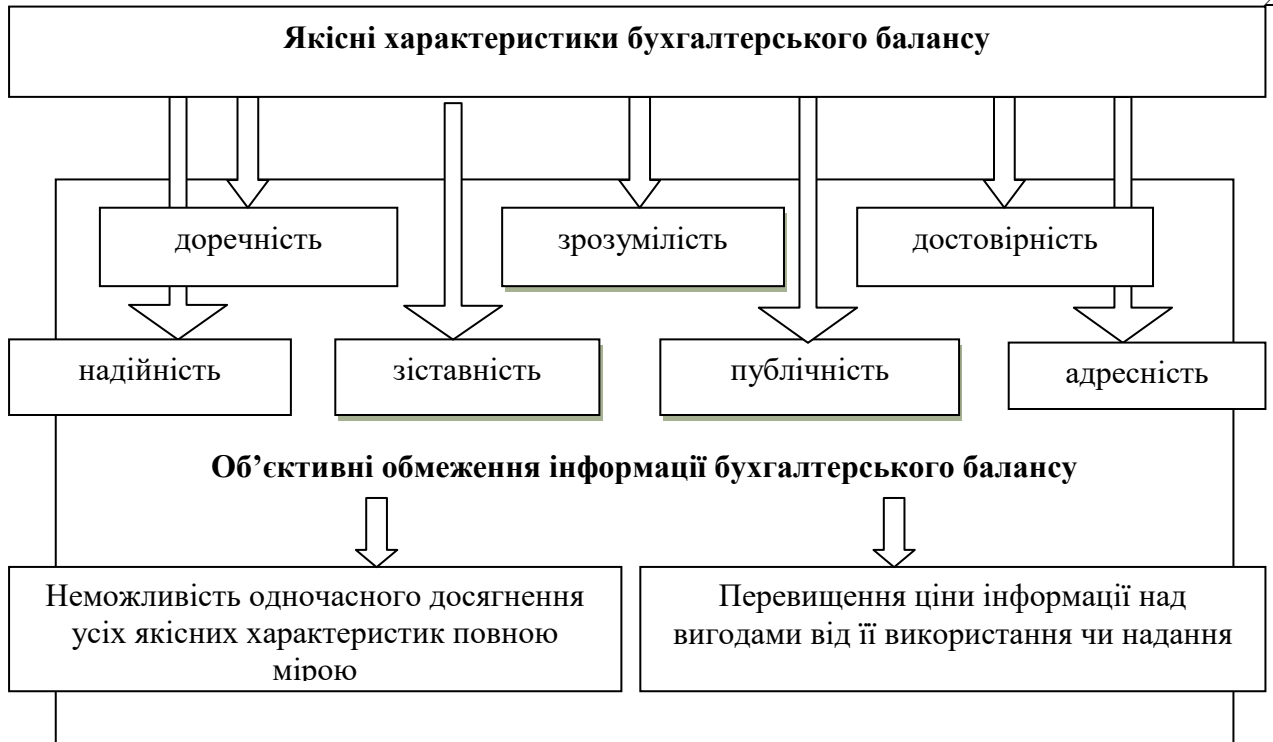 Якісні характеристики бухгалтерського балансу
доречність
зрозумілість
достовірність
надійність
зіставність
публічність
адресність
Об’єктивні обмеження інформації бухгалтерського балансу
Неможливість одночасного досягнення
усіх якісних характеристик повною
мірою
Перевищення ціни інформації над
вигодами від її використання чи надання